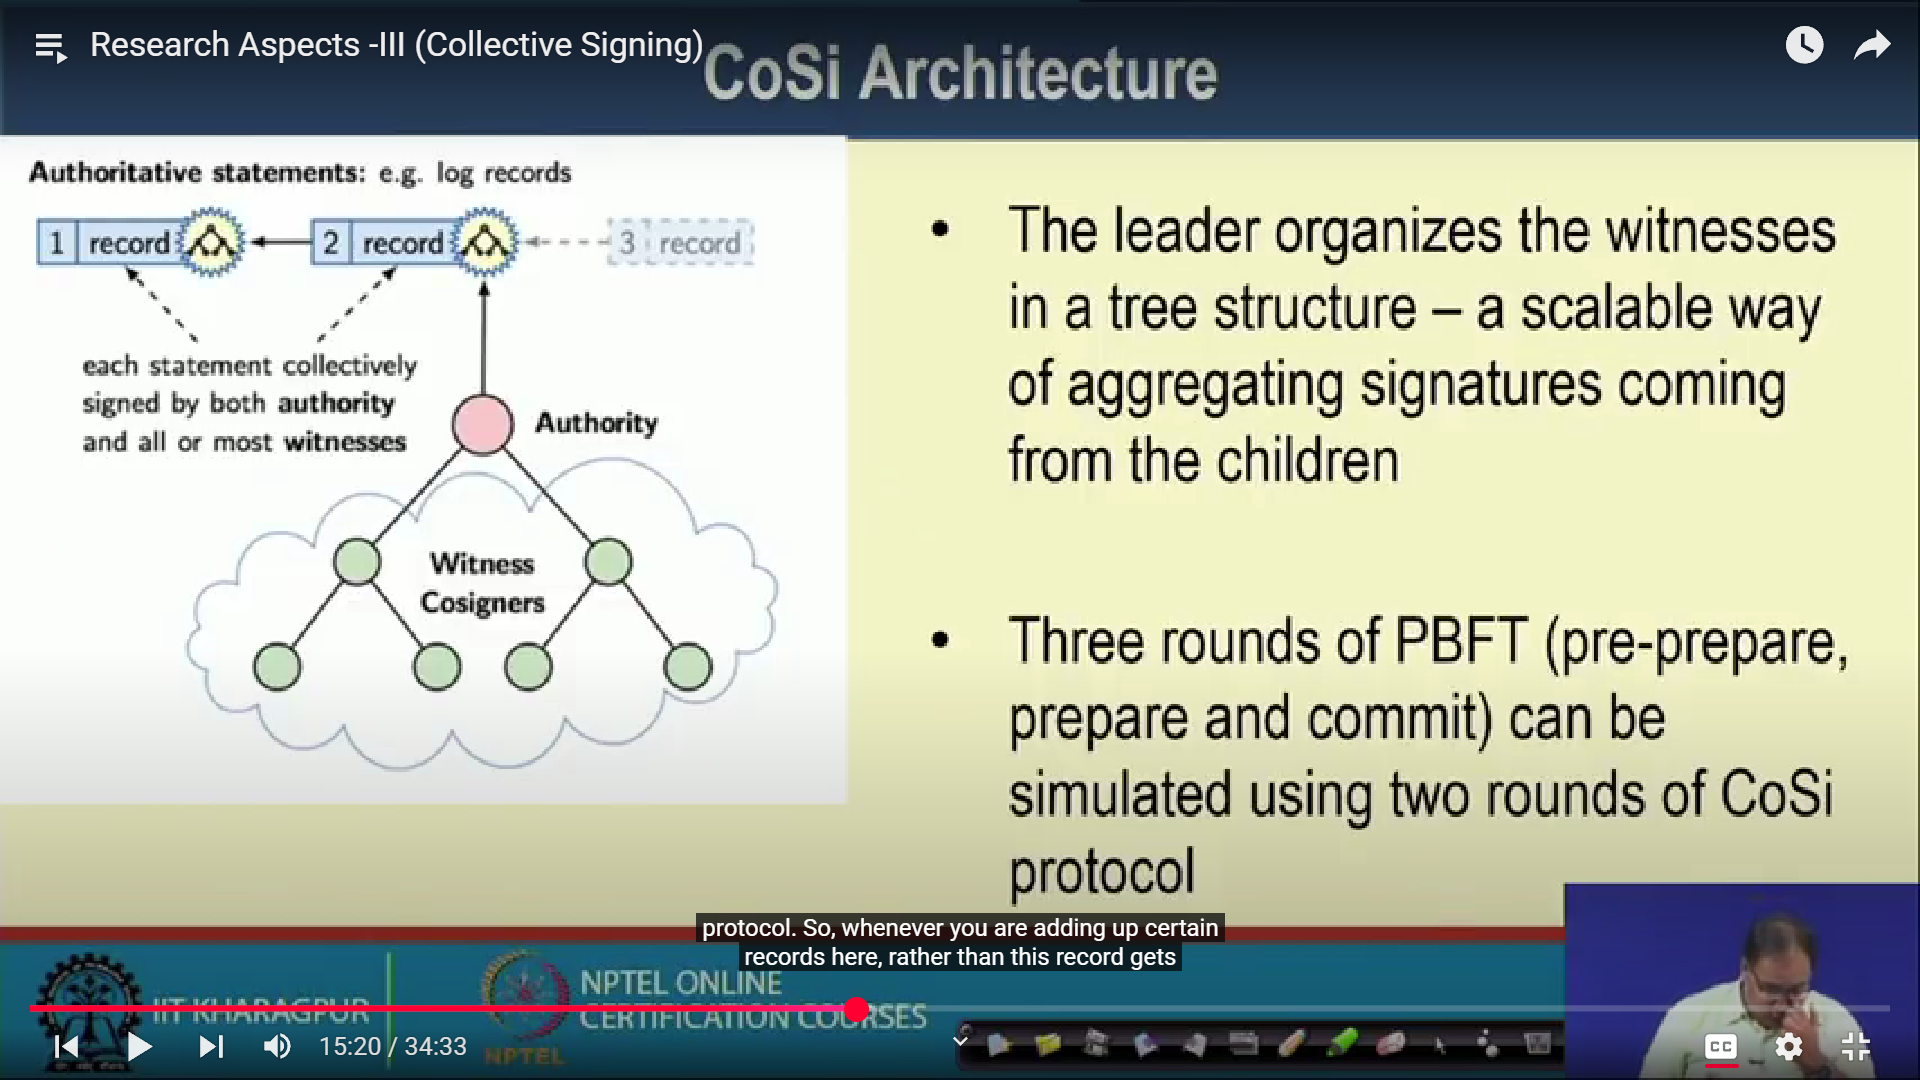 Research Aspects -III (Collective Signing)
CoSi Architecture
Authoritative statements: e.g. log records
1 record 2 record 3 record
each statement collectively
signed by both authority
and all or most witnesses
Authority
Witness
Cosigners
• The leader organizes the witnesses
in a tree structure – a scalable way
of aggregating signatures coming
from the children
• Three rounds of PBFT (pre-prepare,
prepare and commit) can be
simulated using two rounds of CoSi
protocol
protocol. So, whenever you are adding up certain
records here, rather than this record gets
IIT KHARAGPUR
NPTEL
NPTEL ONLINE
CERTIFICATION COURSES
15:20 / 34:33
CC